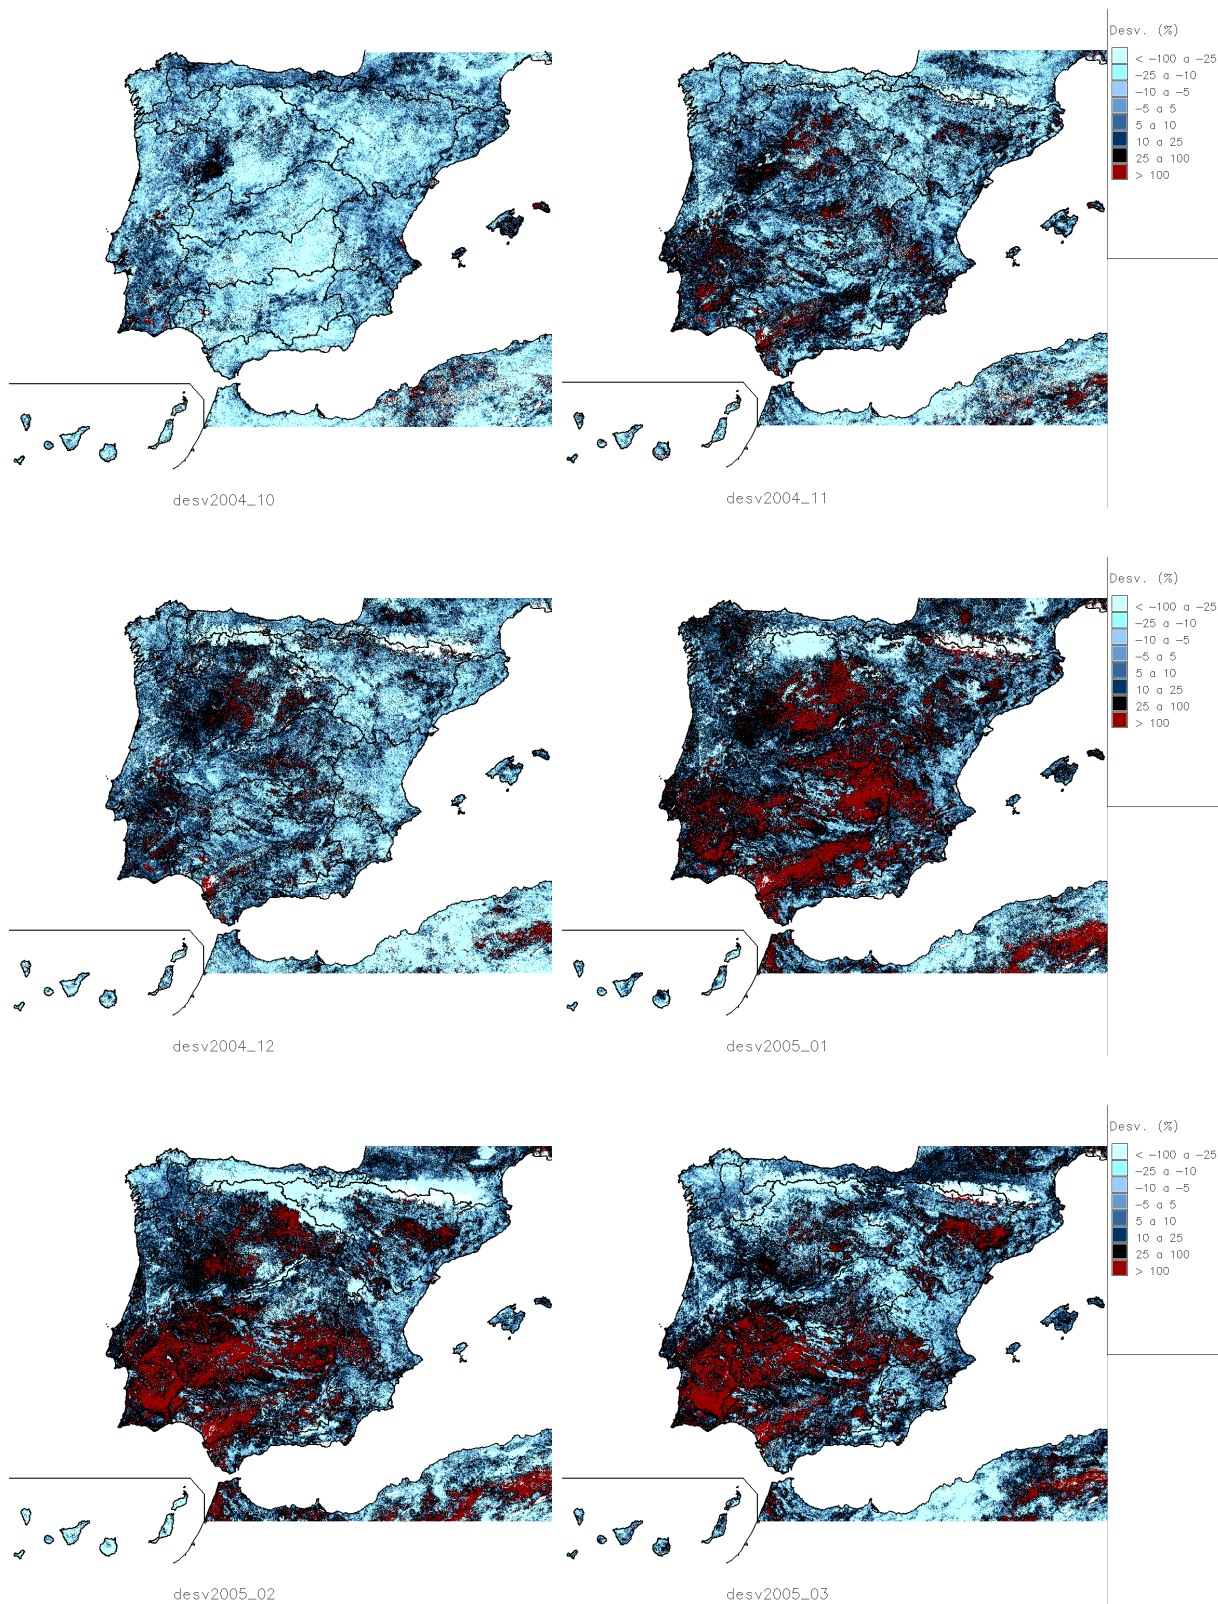 Desv. (%)
< -100 a -25
-25 a -10
-10 a -5
-5 a 5
5 a 10
10 a 25
25 a 100
> 100
desv2004_10
desv2004_11
Desv. (%)
< -100 a -25
-25 a -10
-10 a -5
-5 a 5
5 a 10
10 a 25
25 a 100
> 100
desv2004_12
desv2005_01
Desv. (%)
< -100 a -25
-25 a -10
-10 a -5
-5 a 5
5 a 10
10 a 25
25 a 100
> 100
desv2005_02
desv2005_03